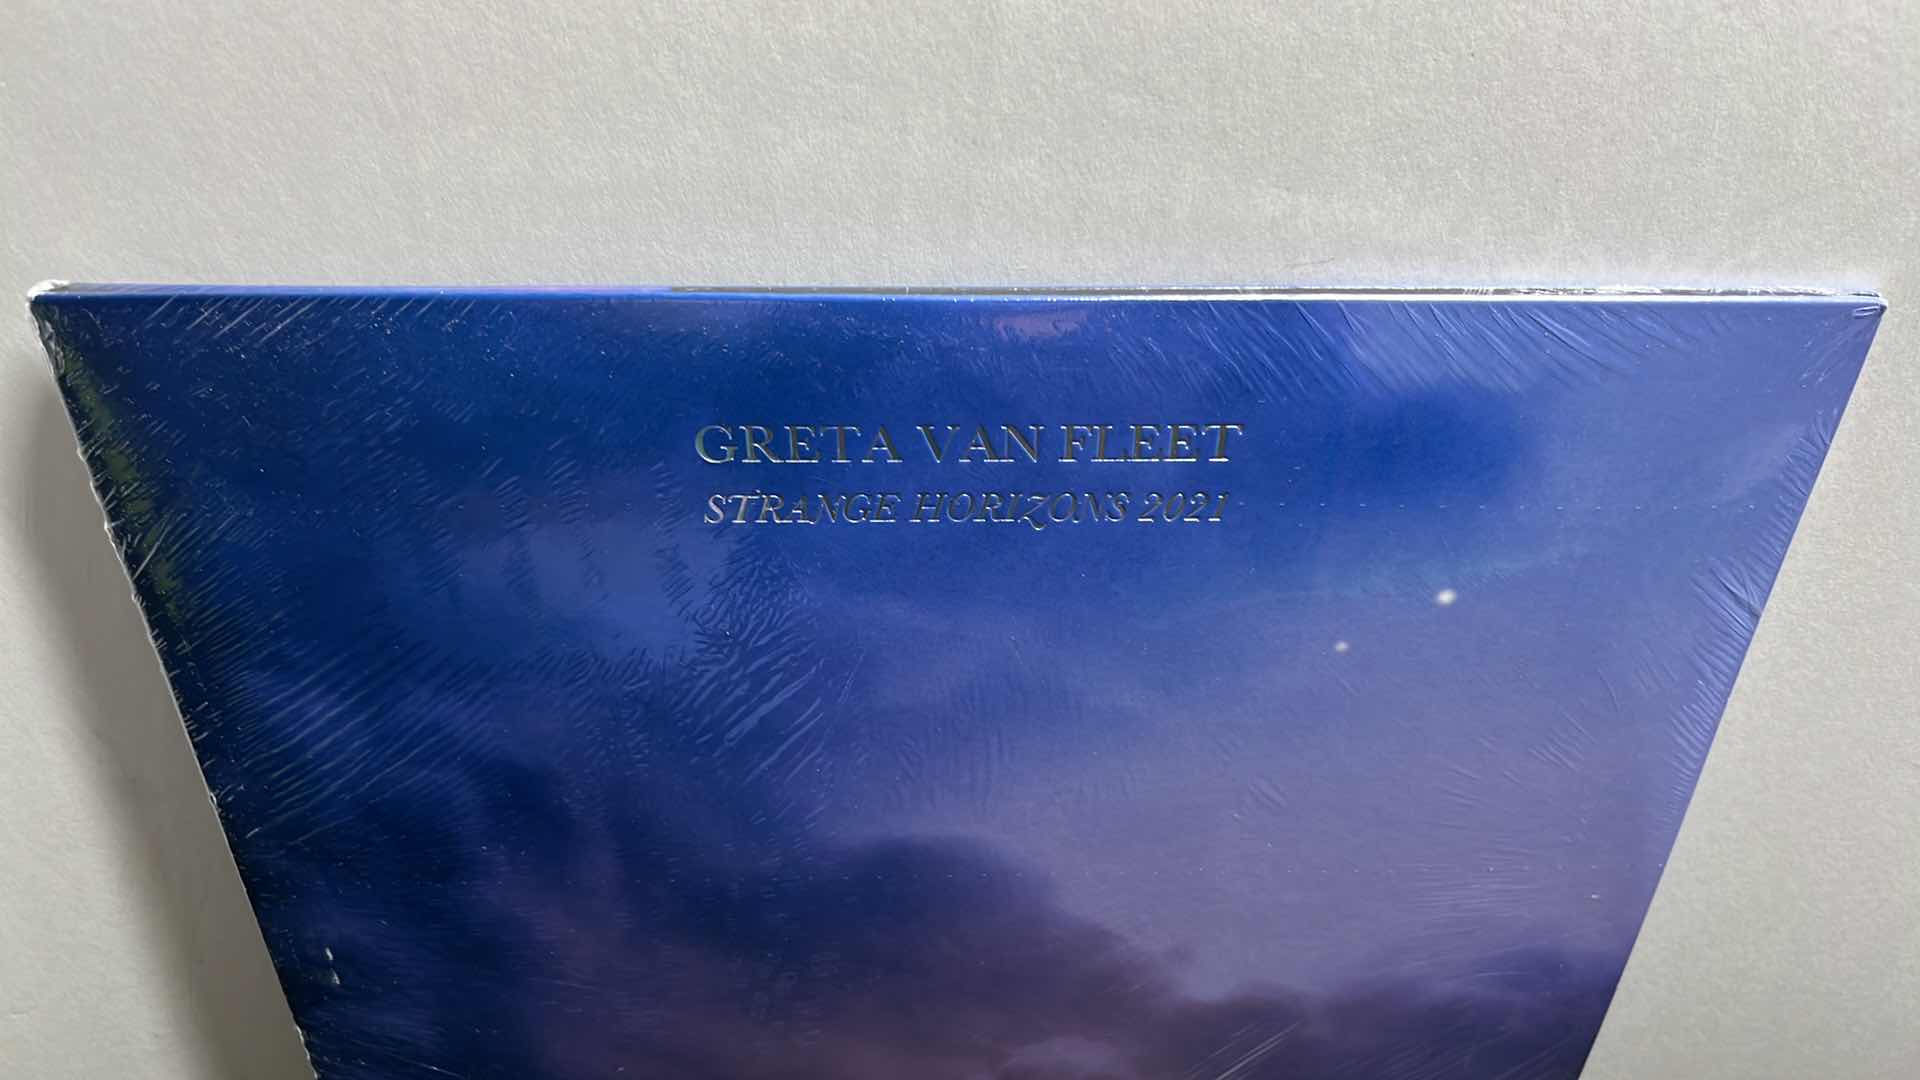 GRETA VAN FLEET
STRANGE HORIZONS 2021